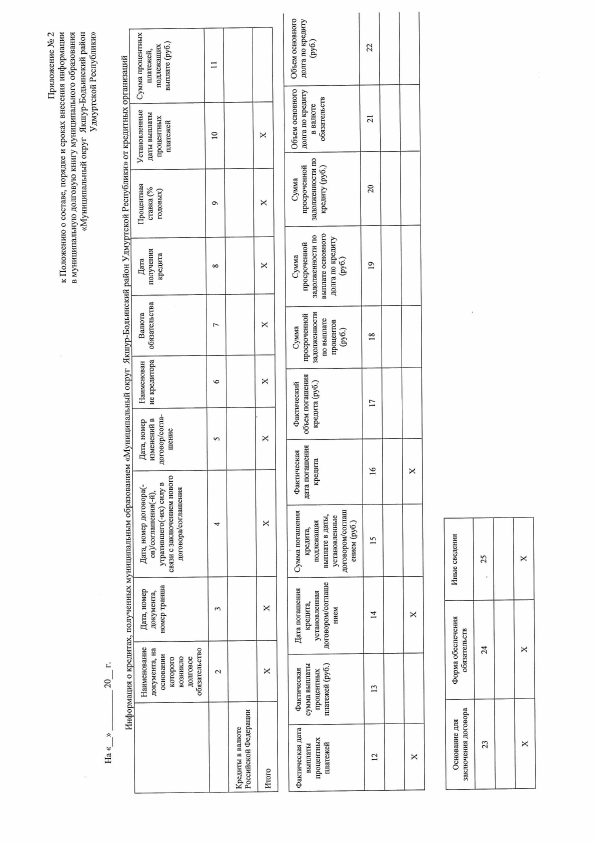 Приложение № 2
к Положению о составе, порядке и сроках внесения информации
в муниципальную долговую книгу муниципального образования
«Муниципальный округ Якшур-Бодьинский район
Удмуртской Республики»
На «__» ______ 20__ г.
Информация о кредитах, полученных муниципальным образованием «Муниципальный округ Якшур-Бодьинский район Удмуртской Республики» от кредитных организаций
Наименование
документа, на
основании
которого
возникло
долговое
обязательство
Дата, номер
документа,
номер транша
Дата, номер договора(-
ов)/соглашения(-й),
утратившего(-их) силу в
связи с заключением нового
договора/соглашения
Дата, номер
изменений в
договор/согла-
шение
Наименован
ие кредитора
Валюта
обязательства
Дата
получения
кредита
Процентная
ставка (%
годовых)
Установленные
даты выплаты
процентных
платежей
Сумма процентных
платежей,
подлежащих
выплате (руб.)
2 3 4 5 6 7 8 9 10 11
Кредиты в валюте
Российской Федерации
Итого X X X X X X X X X
Фактическая дата
выплаты
процентных
платежей
Фактическая
сумма выплаты
процентных
платежей (руб.)
Дата погашения
кредита,
установленная
договором/соглаше
нием
Сумма погашения
кредита,
подлежащая
выплате в даты,
установленные
договором/соглаш
ением (руб.)
Фактическая
дата погашения
кредита
Фактический
объем погашения
кредита (руб.)
Сумма
просроченной
задолженности
по выплате
процентов
(руб.)
Сумма
просроченной
задолженности по
выплате основного
долга по кредиту
(руб.)
Сумма
просроченной
задолженности по
кредиту (руб.)
Объем основного
долга по кредиту
в валюте
обязательств
Объем основного
долга по кредиту
(руб.)
12 13 14 15 16 17 18 19 20 21 22
X X X
Основание для
заключения договора
Форма обеспечения
обязательств
Иные сведения
23 24 25
X X X